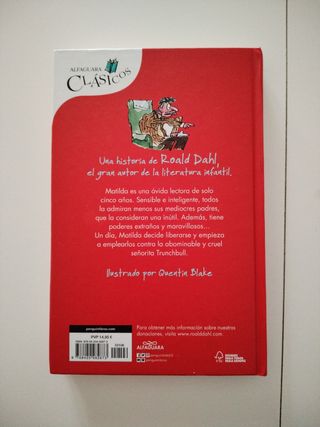 ALFAGUARA
CLÁSICOS
Una historia de Roald Dahl,
el gran autor de la literatura infantil.
Matilda es una ávida lectora de solo
cinco años. Sensible e inteligente, todos
la admiran menos sus mediocres padres,
que la consideran una inútil. Además, tiene
poderes extraños y maravillosos...
Un día, Matilda decide liberarse y empieza
a emplearlos contra la abominable y cruel
señorita Trunchbull.
Ilustrado por Quentin Blake
penguinlibros.com
PVP 14,95 €
Para obtener más información sobre nuestras
donaciones, visita www.roalddahl.com
ALFAGUARA
penguinlibros
FSC